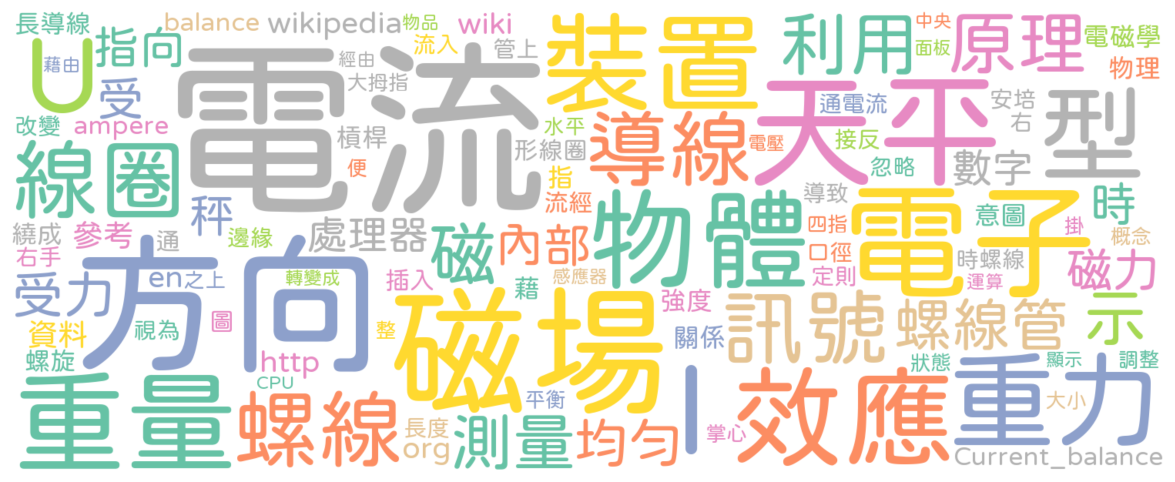 長導線
balance
wikipedia
物品
wiki
中央
電磁學
U
指向
流入
管上
裝置
利用
面板
原理
物理
藉由
受
電流
經由
大拇指
天平
通電流
安培
右
型
改變
ampere
槓桿
水平
導線
電壓
接反
忽略
數字
線圈
便
形線圈
指
流經
物體
導致
電子
意圖
時
秤
繞成
參考
通
邊緣
處理器
磁
內部
四指
口徑
掛
概念
右手
方向
en
之上
轉變成
插入
藉
感應器
定則
時螺線
運算
磁力
受力
資料
視為
圖
整
磁場
強度
關係
訊號
螺線管
示
螺旋
http
CPU
平衡
I
狀態
顯示
調整
重量
螺線
長度
org
測量
均勻
掌心
效應
重力
大小
Current_balance